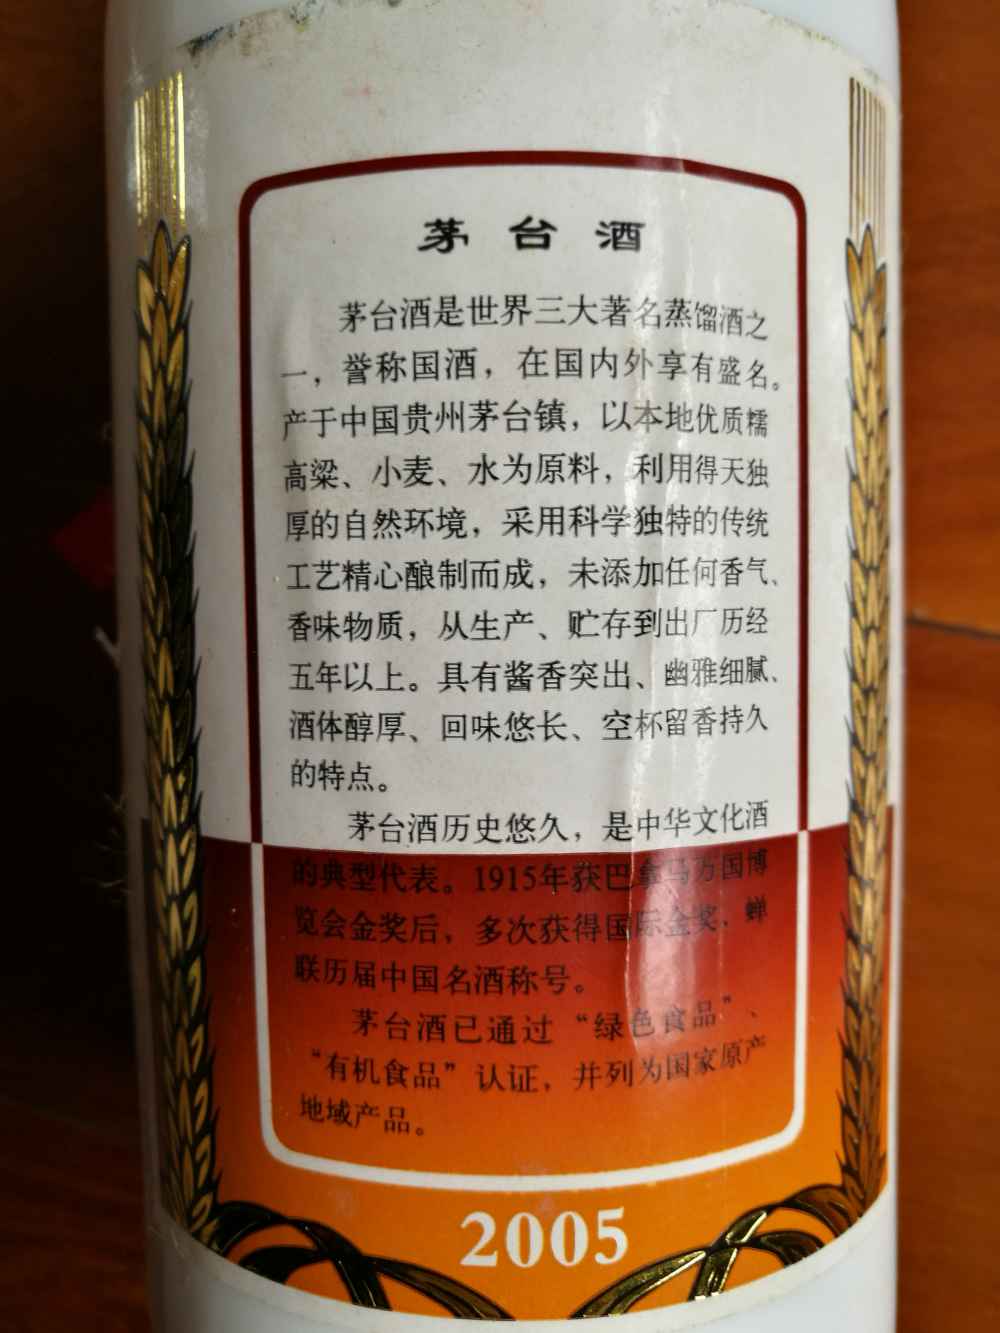 茅台酒
茅台酒是世界三大著名蒸馏酒之
一，誉称国酒，在国内外享有盛名。
产于中国贵州茅台镇，以本地优质糯
高粱、小麦、水为原料，利用得天独
厚的自然环境，采用科学独特的传统
工艺精心酿制而成，未添加任何香气、
香味物质，从生产、贮存到出厂历经
五年以上。具有酱香突出、幽雅细腻、
酒体醇厚、回味悠长、空杯留香持久
的特点。
茅台酒历史悠久，是中华文化酒
的典型代表。1915年获巴拿马万国博
览会金奖后，多次获得国际金奖、蝉
联历届中国名酒称号。
茅台酒已通过“绿色食品”、
“有机食品”认证，并列为国家原产
地域产品。
2005